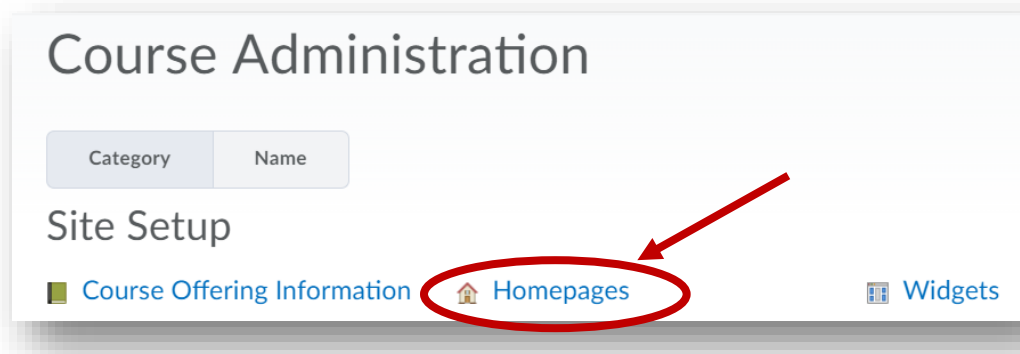 Course Administration
Category Name
Site Setup
Course Offering Information Homepages Widgets